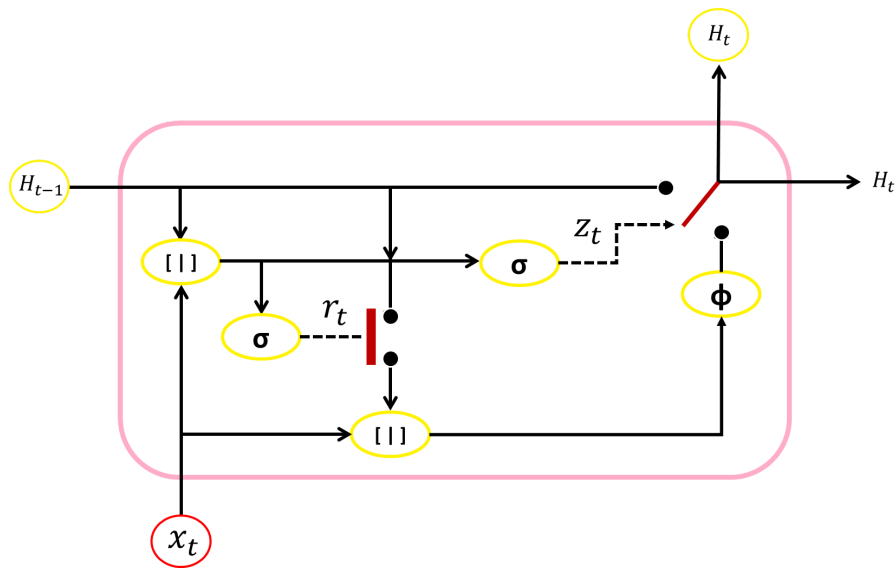 H_t
H_{t−1}
H_t
z_t
[ | ]
σ
ϕ
r_t
σ
[ | ]
x_t